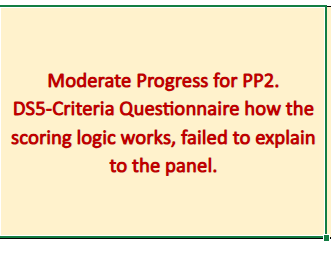 Moderate Progress for PP2.
DS5-Criteria Questionnaire how the
scoring logic works, failed to explain
to the panel.